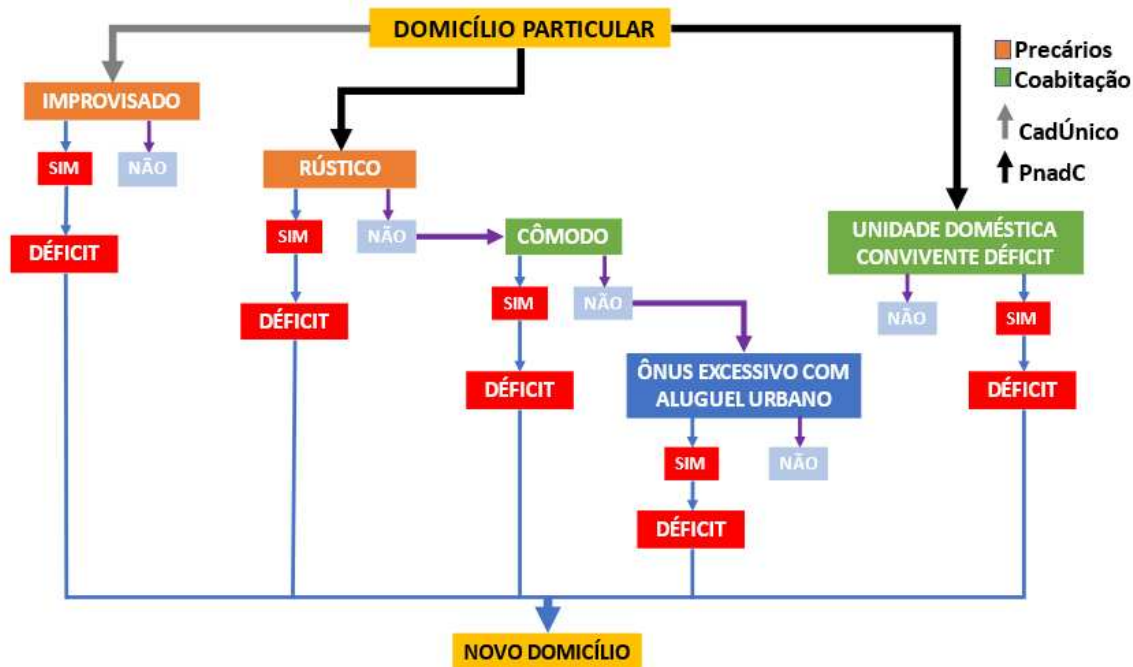 DOMICÍLIO PARTICULAR
Precários
Coabitação
CadÚnico
PnadC
IMPROVISADO
SIM
NÃO
DÉFICIT
RÚSTICO
SIM
NÃO
DÉFICIT
CÔMODO
SIM
NÃO
DÉFICIT
ÔNUS EXCESSIVO COM
ALUGUEL URBANO
SIM
NÃO
DÉFICIT
UNIDADE DOMÉSTICA
CONVIVENTE DÉFICIT
NÃO
SIM
DÉFICIT
NOVO DOMICÍLIO